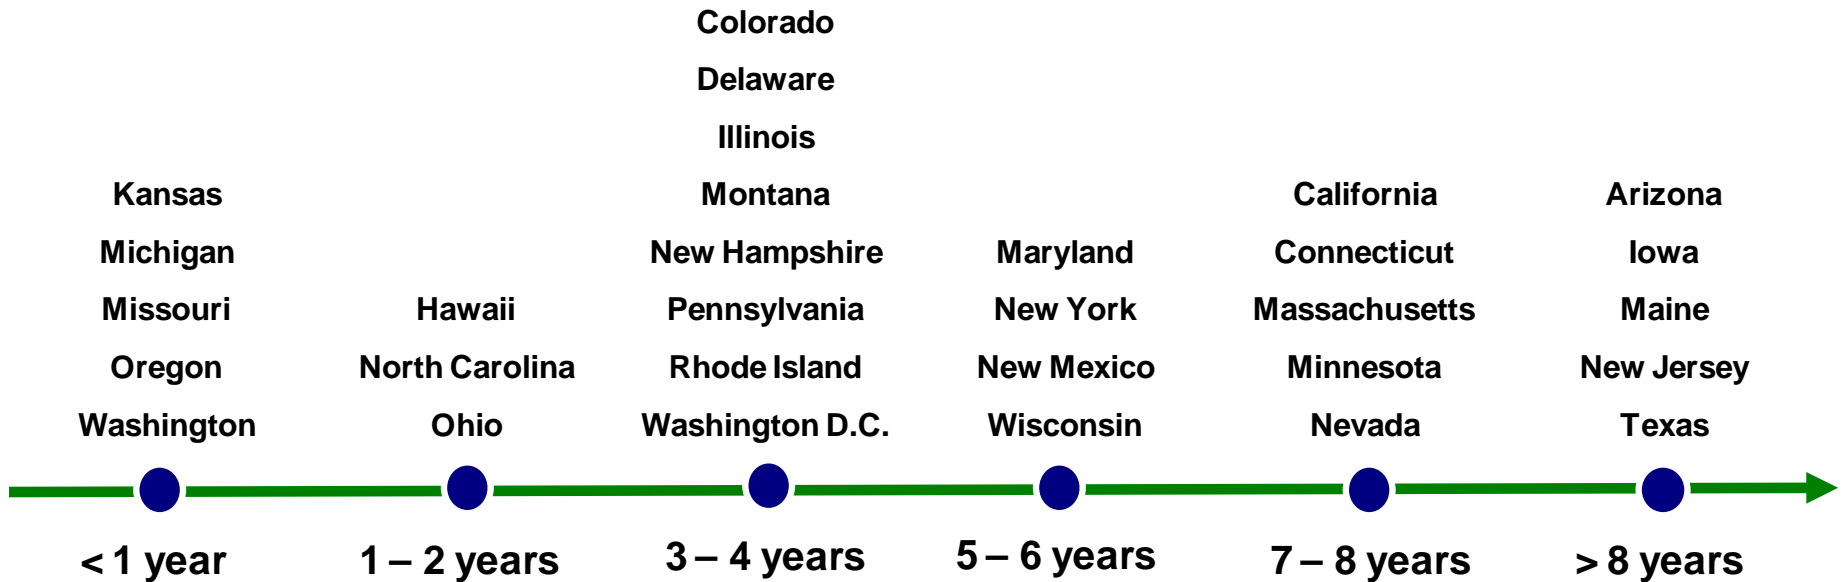 Kansas
Michigan
Missouri
Oregon
Washington
< 1 year
Hawaii
North Carolina
Ohio
1 – 2 years
Colorado
Delaware
Illinois
Montana
New Hampshire
Pennsylvania
Rhode Island
Washington D.C.
3 – 4 years
Maryland
New York
New Mexico
Wisconsin
5 – 6 years
California
Connecticut
Massachusetts
Minnesota
Nevada
7 – 8 years
Arizona
Iowa
Maine
New Jersey
Texas
> 8 years